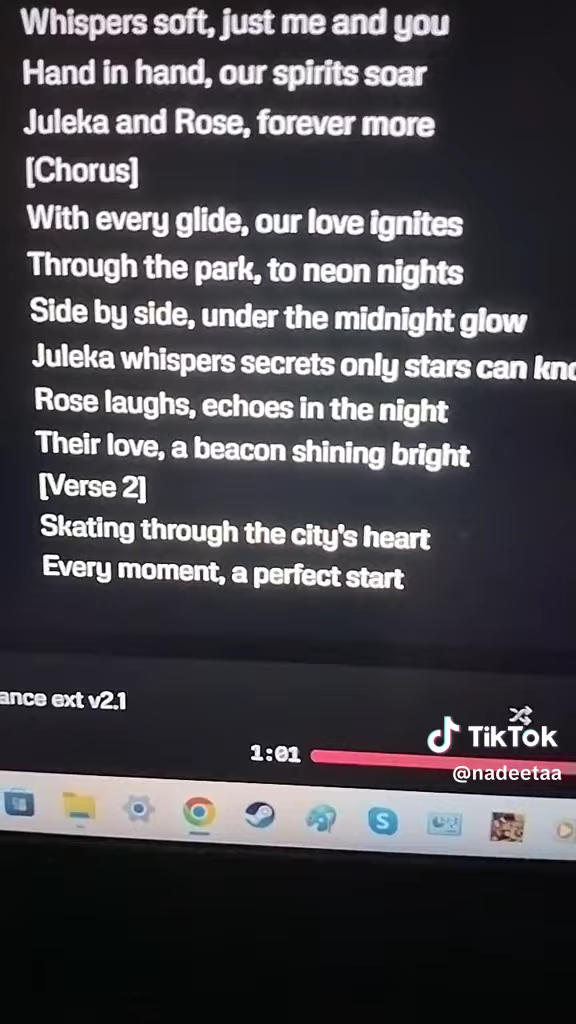 Whispers soft, just me and you
Hand in hand, our spirits soar
Juleka and Rose, forever more
[Chorus]
With every glide, our love ignites
Through the park, to neon nights
Side by side, under the midnight glow
Juleka whispers secrets only stars can
Rose laughs, echoes in the night
Their love, a beacon shining bright
[Verse 2]
Skating through the city's heart
Every moment, a perfect start
ext v2.1
1:01
TikTok
@nadeetaa
S